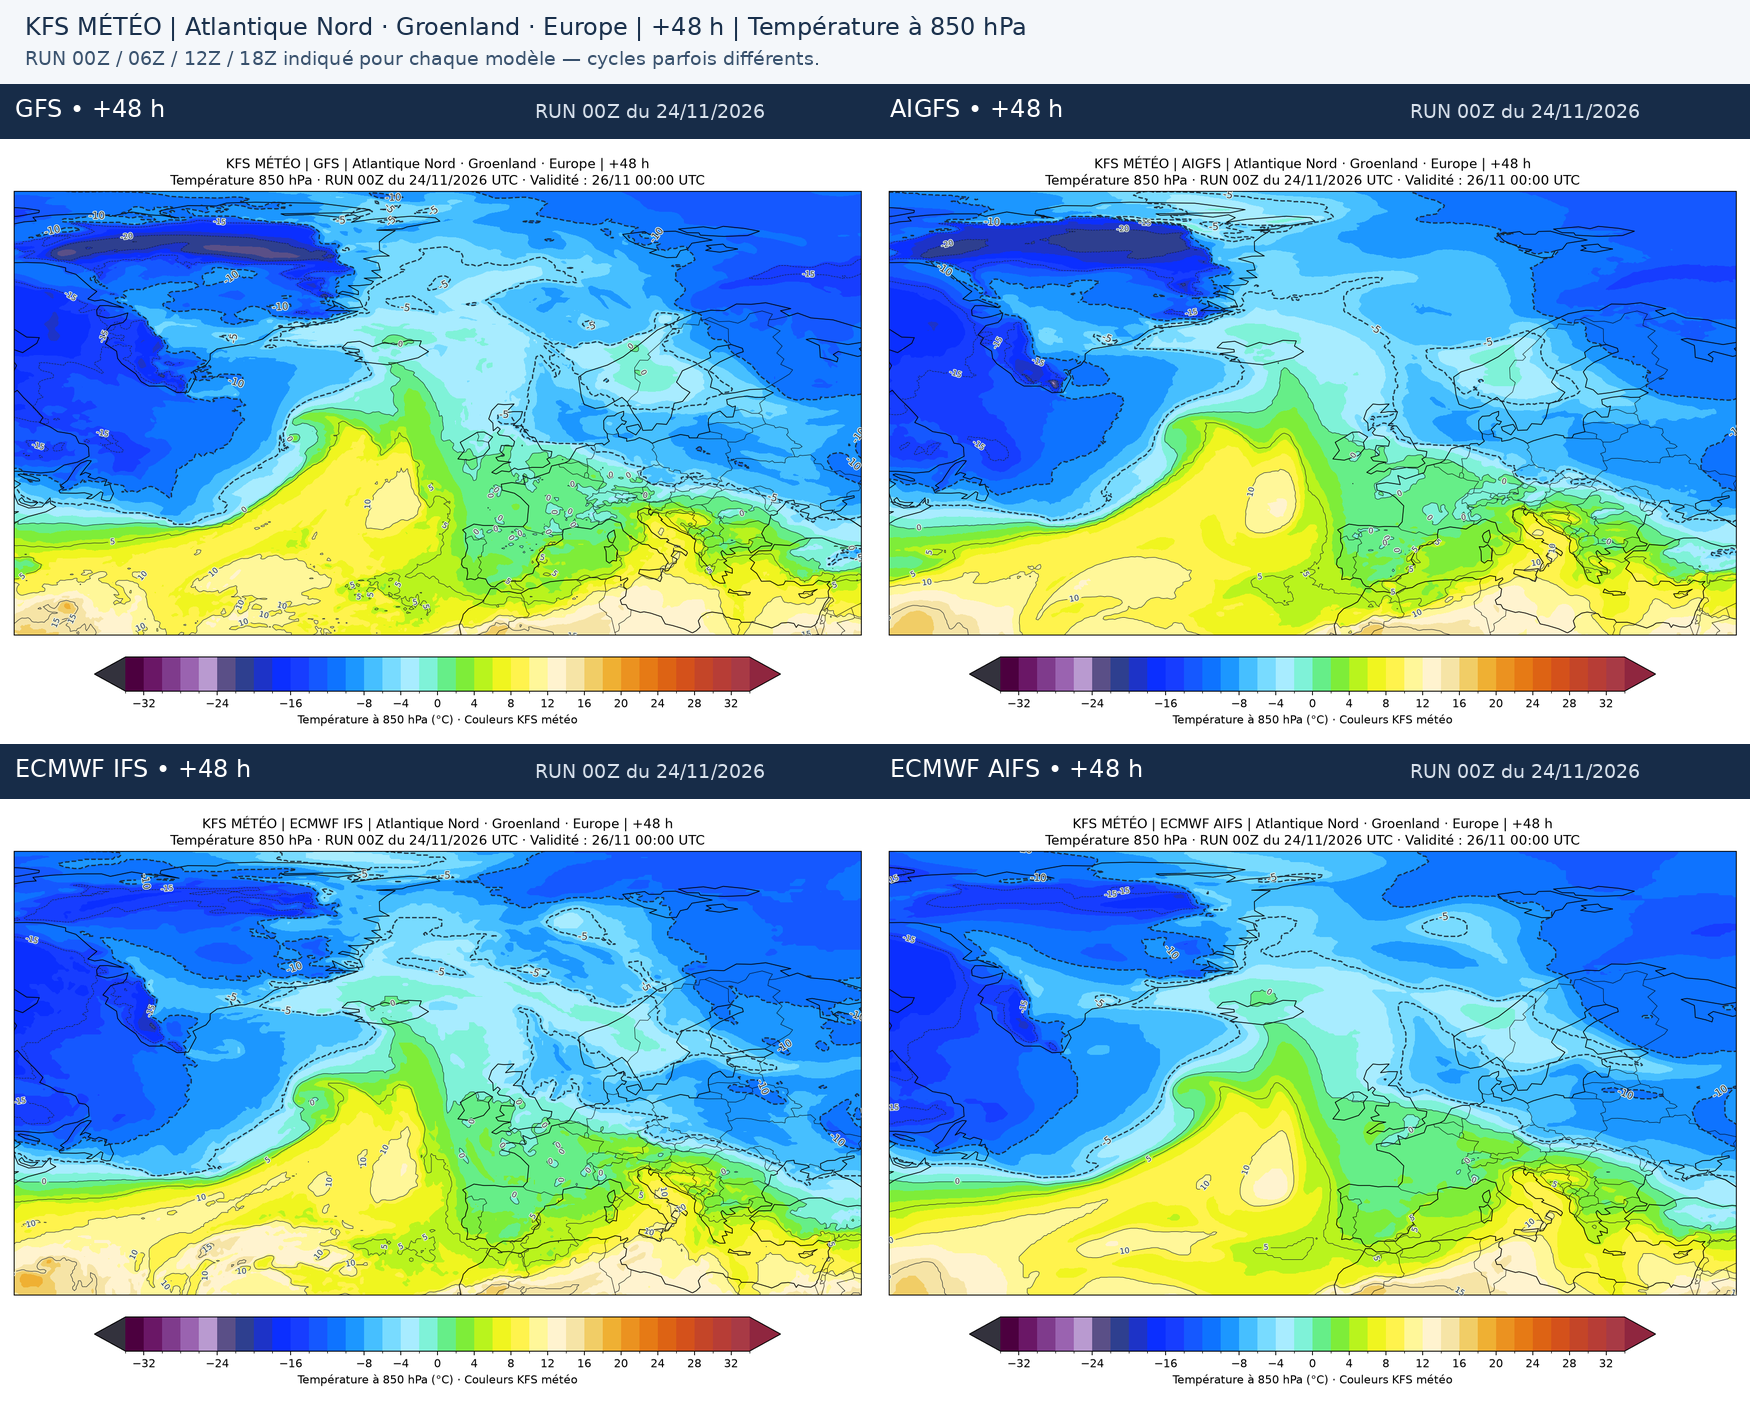 KFS MÉTÉO | Atlantique Nord · Groenland · Europe | +48 h | Température à 850 hPa
RUN 00Z / 06Z / 12Z / 18Z indiqué pour chaque modèle — cycles parfois différents.
GFS • +48 h RUN 00Z du 24/11/2026
AIGFS • +48 h RUN 00Z du 24/11/2026
KFS MÉTÉO | GFS | Atlantique Nord · Groenland · Europe | +48 h
Température 850 hPa · RUN 00Z du 24/11/2026 UTC · Validité : 26/11 00:00 UTC
KFS MÉTÉO | AIGFS | Atlantique Nord · Groenland · Europe | +48 h
Température 850 hPa · RUN 00Z du 24/11/2026 UTC · Validité : 26/11 00:00 UTC
−32 −24 −16 −8 −4 0 4 8 12 16 20 24 28 32
Température à 850 hPa (°C) · Couleurs KFS météo
−32 −24 −16 −8 −4 0 4 8 12 16 20 24 28 32
Température à 850 hPa (°C) · Couleurs KFS météo
ECMWF IFS • +48 h RUN 00Z du 24/11/2026
ECMWF AIFS • +48 h RUN 00Z du 24/11/2026
KFS MÉTÉO | ECMWF IFS | Atlantique Nord · Groenland · Europe | +48 h
Température 850 hPa · RUN 00Z du 24/11/2026 UTC · Validité : 26/11 00:00 UTC
KFS MÉTÉO | ECMWF AIFS | Atlantique Nord · Groenland · Europe | +48 h
Température 850 hPa · RUN 00Z du 24/11/2026 UTC · Validité : 26/11 00:00 UTC
−32 −24 −16 −8 −4 0 4 8 12 16 20 24 28 32
Température à 850 hPa (°C) · Couleurs KFS météo
−32 −24 −16 −8 −4 0 4 8 12 16 20 24 28 32
Température à 850 hPa (°C) · Couleurs KFS météo